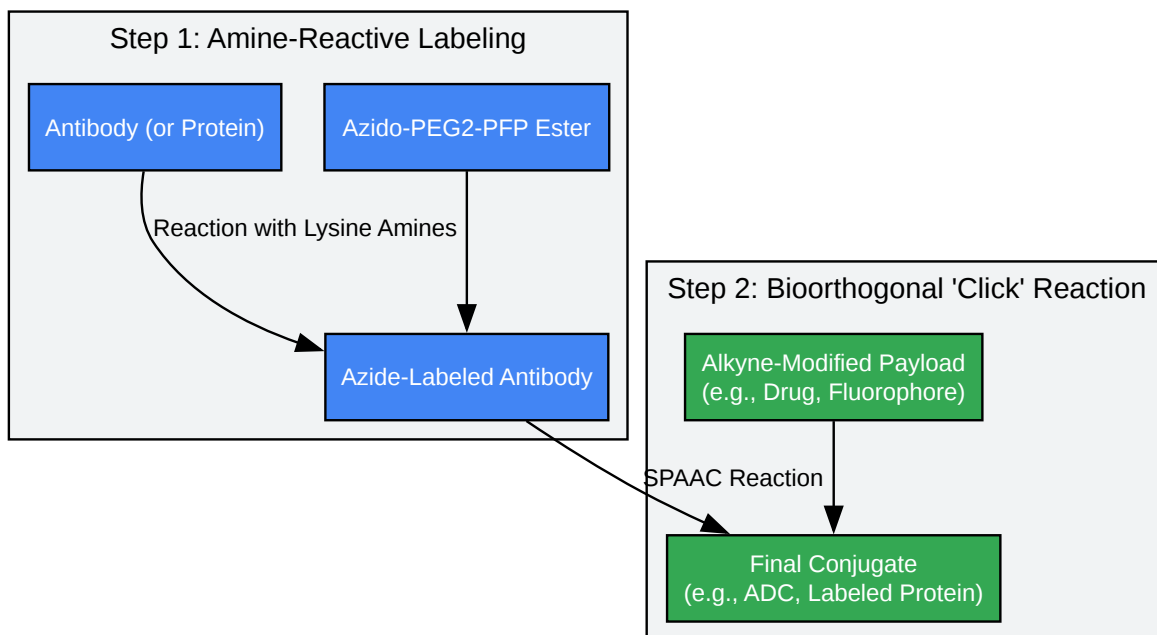 Step 1: Amine-Reactive Labeling
Antibody (or Protein)
Azido-PEG2-PFP Ester
Reaction with Lysine Amines
Azide-Labeled Antibody
Step 2: Bioorthogonal 'Click' Reaction
Alkyne-Modified Payload
(e.g., Drug, Fluorophore)
SPAAC Reaction
Final Conjugate
(e.g., ADC, Labeled Protein)